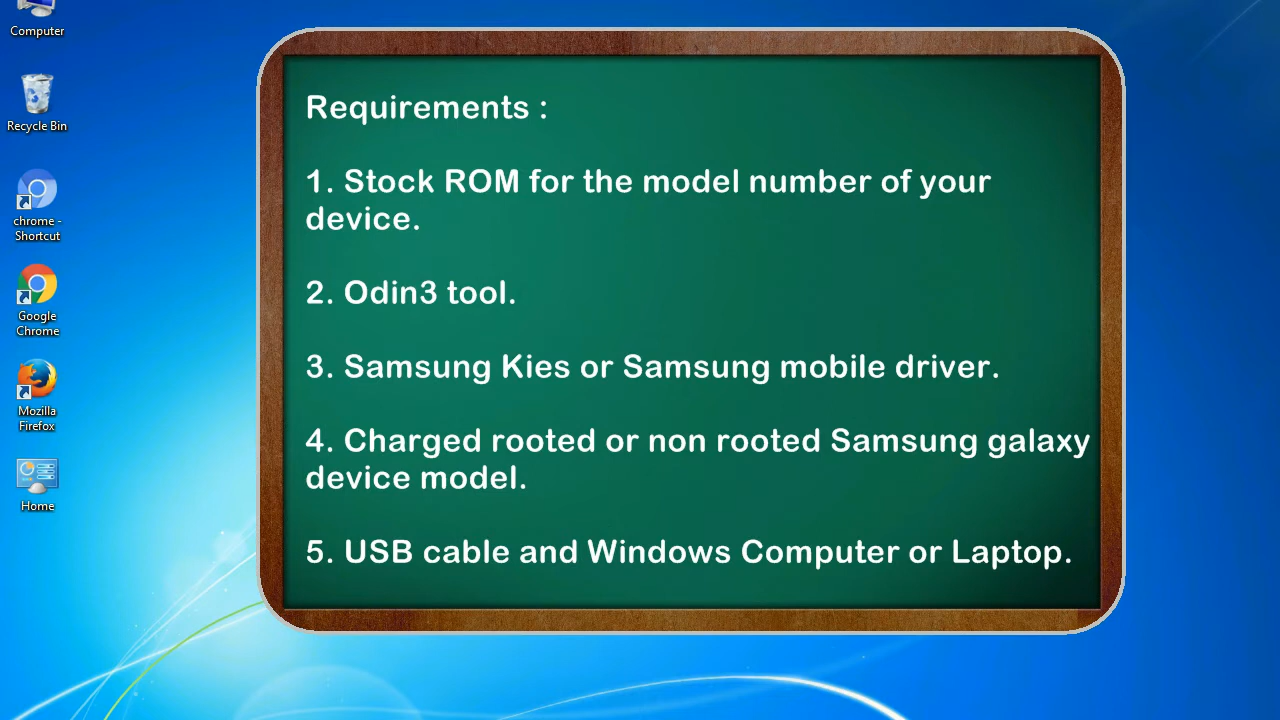 Computer
Recycle Bin
chrome -
Shortcut
Google
Chrome
Mozilla
Firefox
Home
Requirements :
1. Stock ROM for the model number of your
device.
2. Odin3 tool.
3. Samsung Kies or Samsung mobile driver.
4. Charged rooted or non rooted Samsung galaxy
device model.
5. USB cable and Windows Computer or Laptop.